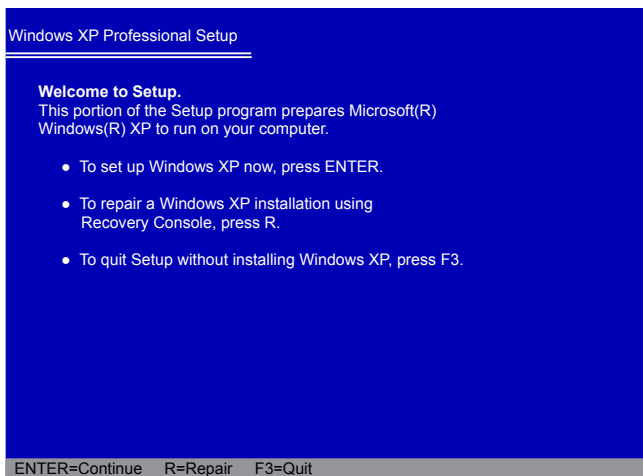 Windows XP Professional Setup
Welcome to Setup.
This portion of the Setup program prepares Microsoft(R)
Windows(R) XP to run on your computer.
● To set up Windows XP now, press ENTER.
● To repair a Windows XP installation using
Recovery Console, press R.
● To quit Setup without installing Windows XP, press F3.
ENTER=Continue R=Repair F3=Quit